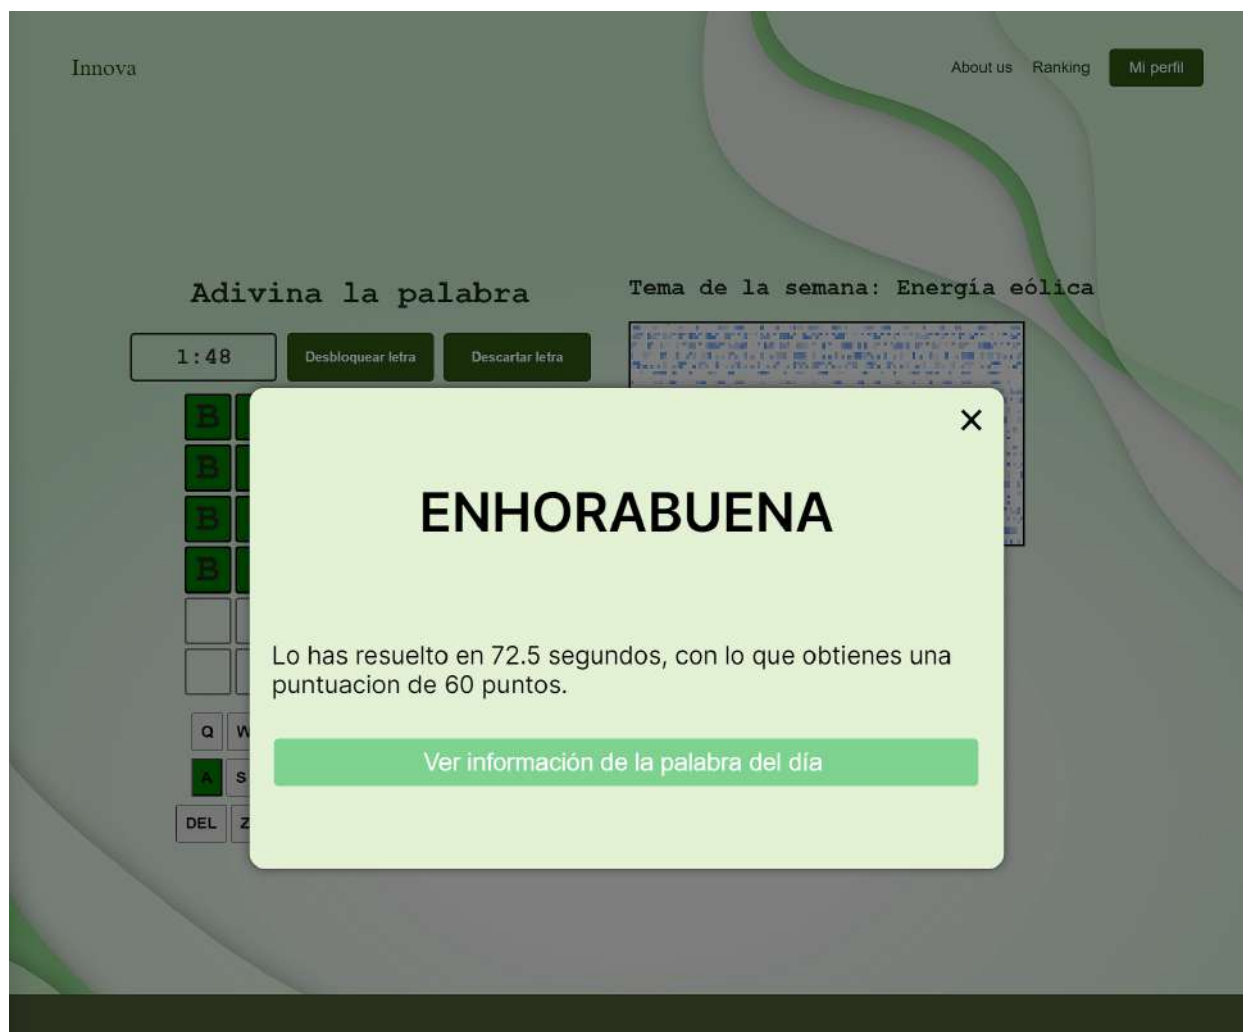 Innova
About us Ranking Mi perfil
Adivina la palabra
Tema de la semana: Energía eólica
1:48 Desbloquear letra Descartar letra
B
B
B
B
ENHORABUENA
Lo has resuelto en 72.5 segundos, con lo que obtienes una
puntuacion de 60 puntos.
Ver información de la palabra del día
Q W
A S
DEL Z